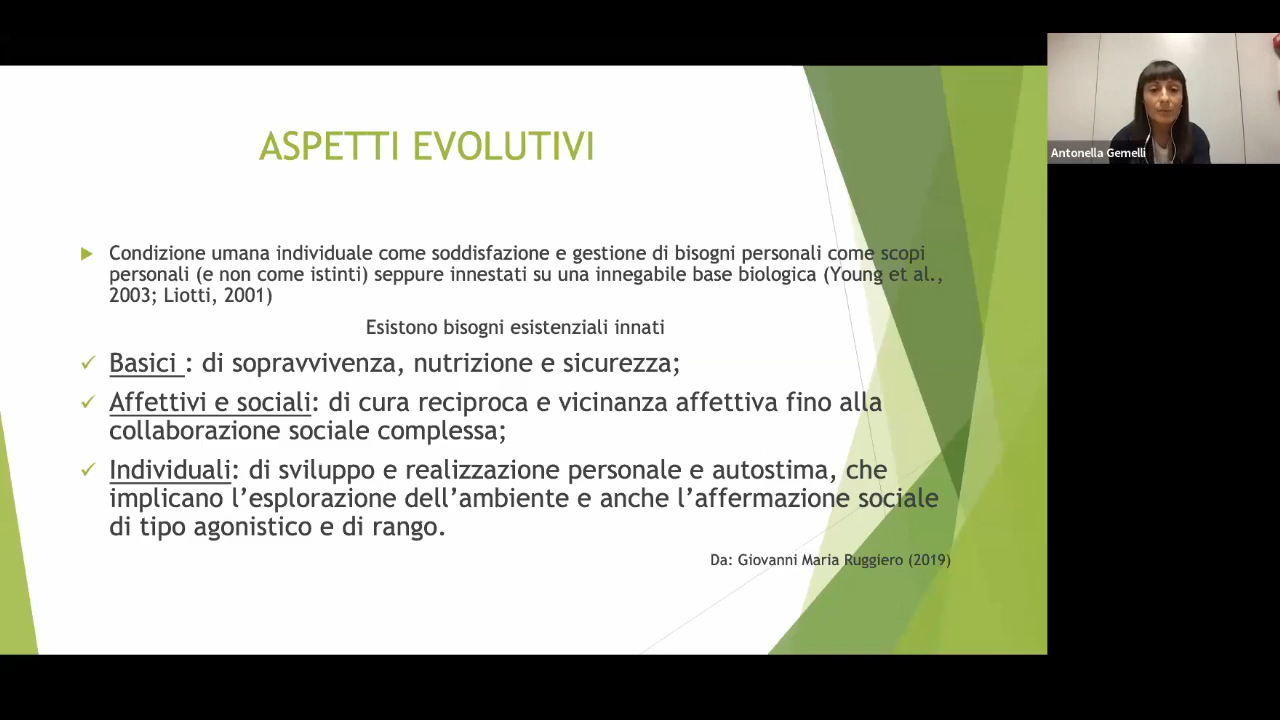 ASPETTI EVOLUTIVI
Condizione umana individuale come soddisfazione e gestione di bisogni personali come scopi
personali (e non come istinti) seppure innestati su una innegabile base biologica (Young et al.,
2003; Liotti, 2001)
Esistono bisogni esistenziali innati
Basici : di sopravvivenza, nutrizione e sicurezza;
Affettivi e sociali: di cura reciproca e vicinanza affettiva fino alla
collaborazione sociale complessa;
Individuali: di sviluppo e realizzazione personale e autostima, che
implicano l’esplorazione dell’ambiente e anche l’affermazione sociale
di tipo agonistico e di rango.
Da: Giovanni Maria Ruggiero (2019)
Antonella Gemelli